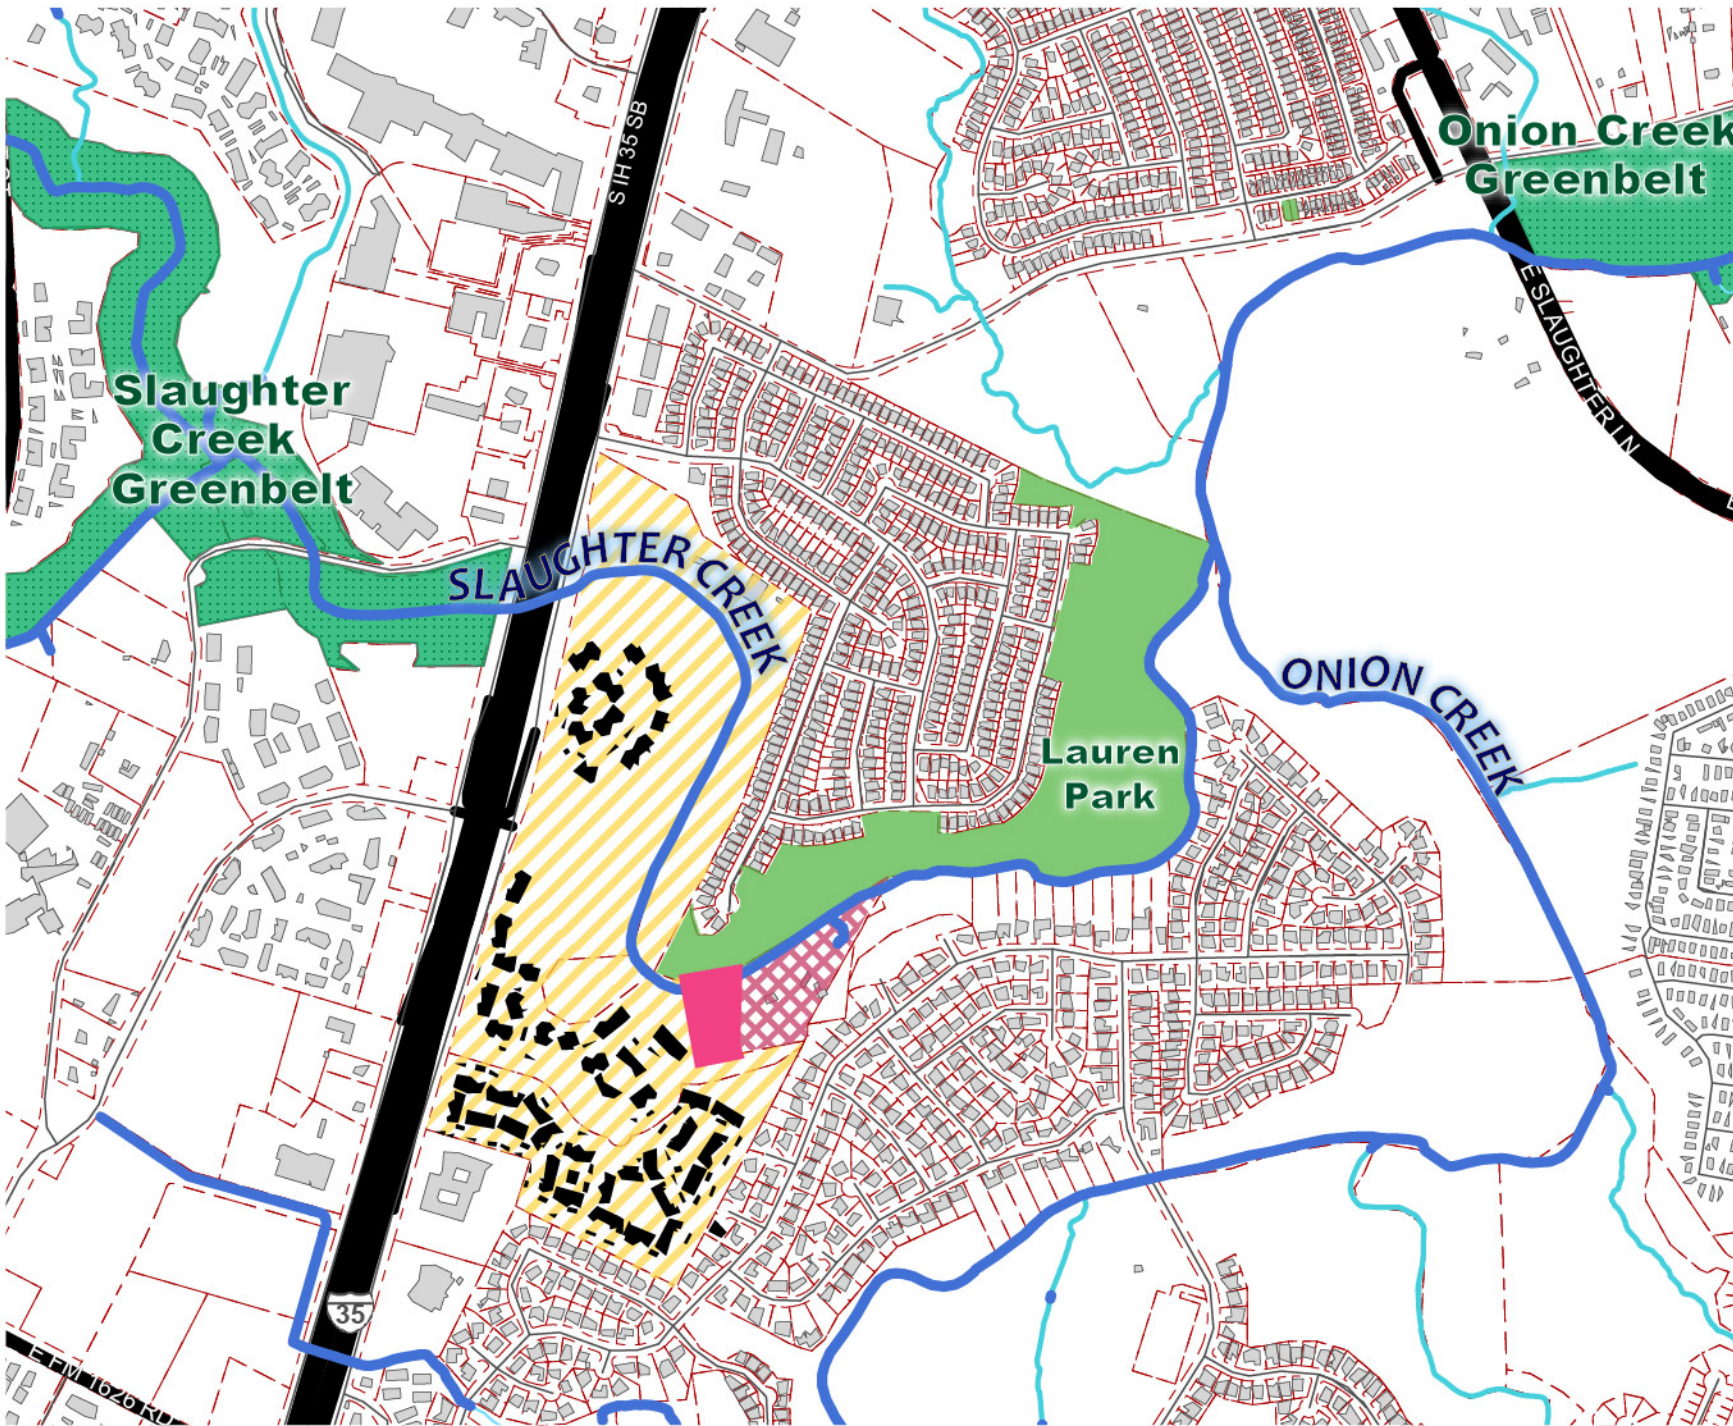 S IH 35 SB
Onion Creek
Greenbelt
E SLAUGHTER LN
Slaughter
Creek
Greenbelt
SLAUGHTER CREEK
ONION CREEK
Lauren
Park
35
E FM 1626 RD